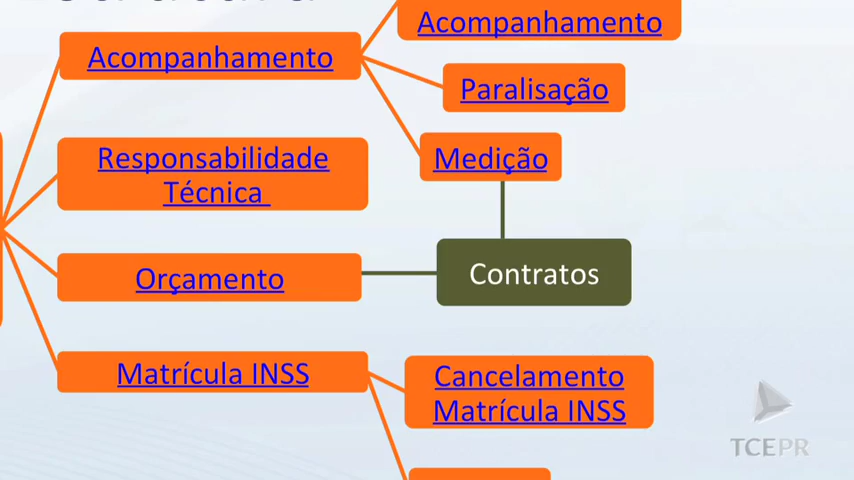 Acompanhamento
Acompanhamento
Paralisação
Responsabilidade
Técnica
Medição
Orçamento
Contratos
Matrícula INSS
Cancelamento
Matrícula INSS
TCEPR